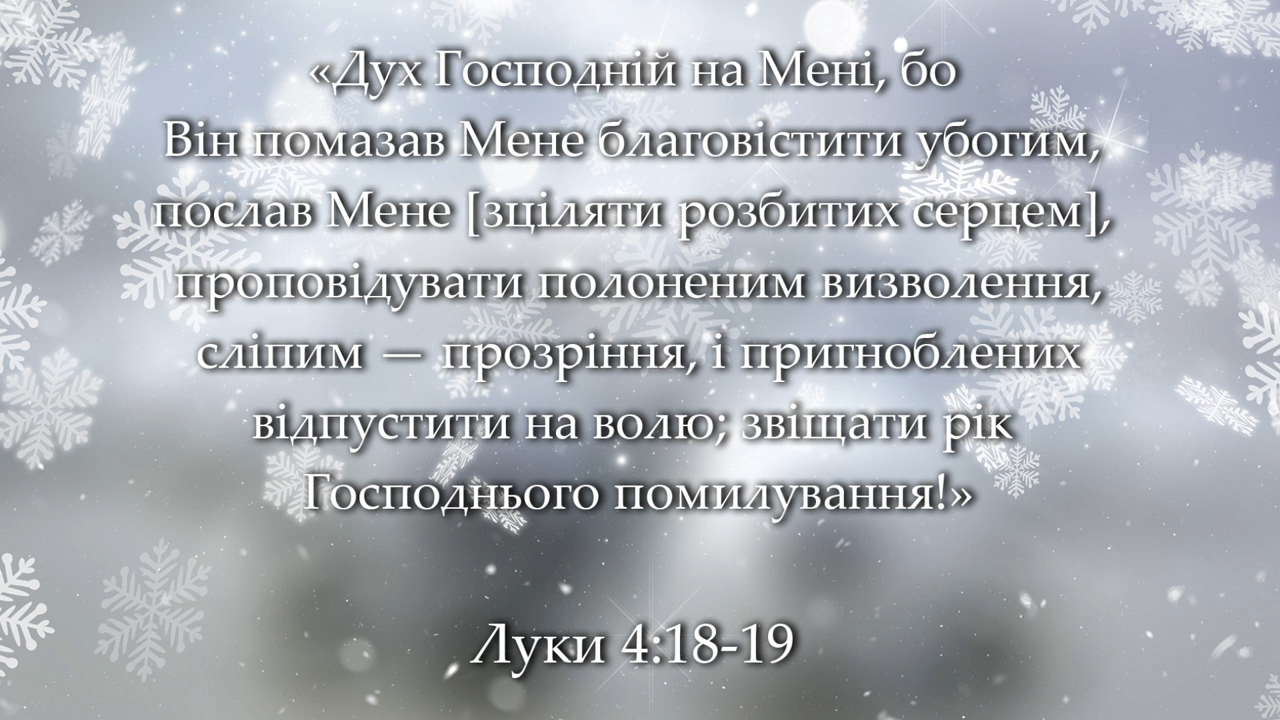 «Дух Господній на Мені, бо
Він помазав Мене благовістити убогим,
послав Мене [зціляти розбитих серцем],
проповідувати полоненим визволення,
сліпим — прозріння, і пригноблених
відпустити на волю; звіщати рік
Господнього помилування!»
Луки 4:18-19